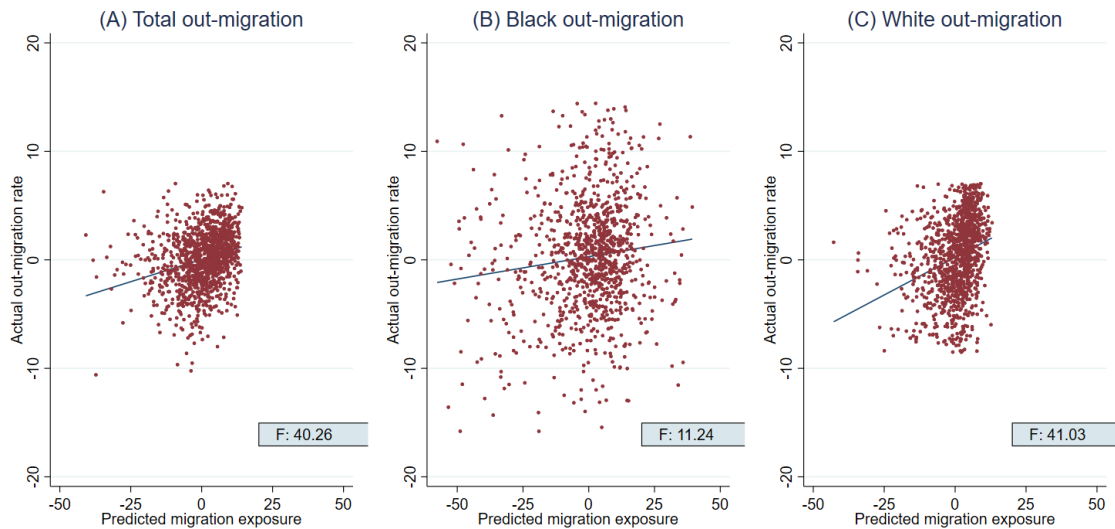 (A) Total out-migration
(B) Black out-migration
(C) White out-migration
Actual out-migration rate
20
10
0
-10
-20
F: 40.26
-50
-25
0
25
50
Predicted migration exposure
Actual out-migration rate
20
10
0
-10
-20
F: 11.24
-50
-25
0
25
50
Predicted migration exposure
Actual out-migration rate
20
10
0
-10
-20
F: 41.03
-50
-25
0
25
50
Predicted migration exposure